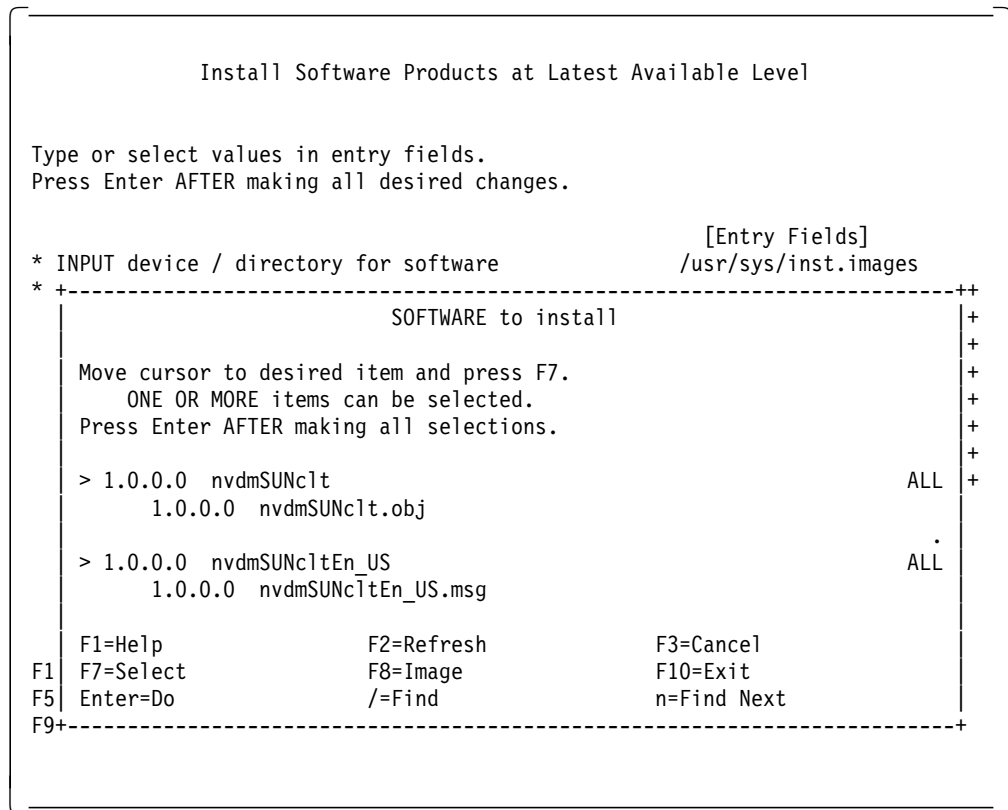 Install Software Products at Latest Available Level
Type or select values in entry fields.
Press Enter AFTER making all desired changes.
[Entry Fields]
* INPUT device / directory for software /usr/sys/inst.images
* +--------------------------------------------------------------------------++
| SOFTWARE to install |+
| |+
| Move cursor to desired item and press F7. |+
| ONE OR MORE items can be selected. |+
| Press Enter AFTER making all selections. |+
| |+
| > 1.0.0.0 nvdmSUNclt ALL |+
| 1.0.0.0 nvdmSUNclt.obj |
| . |
| > 1.0.0.0 nvdmSUNcltEn_US ALL |
| 1.0.0.0 nvdmSUNcltEn_US.msg |
| |
| F1=Help F2=Refresh F3=Cancel |
F1| F7=Select F8=Image F10=Exit |
F5| Enter=Do /=Find n=Find Next |
F9+--------------------------------------------------------------------------+